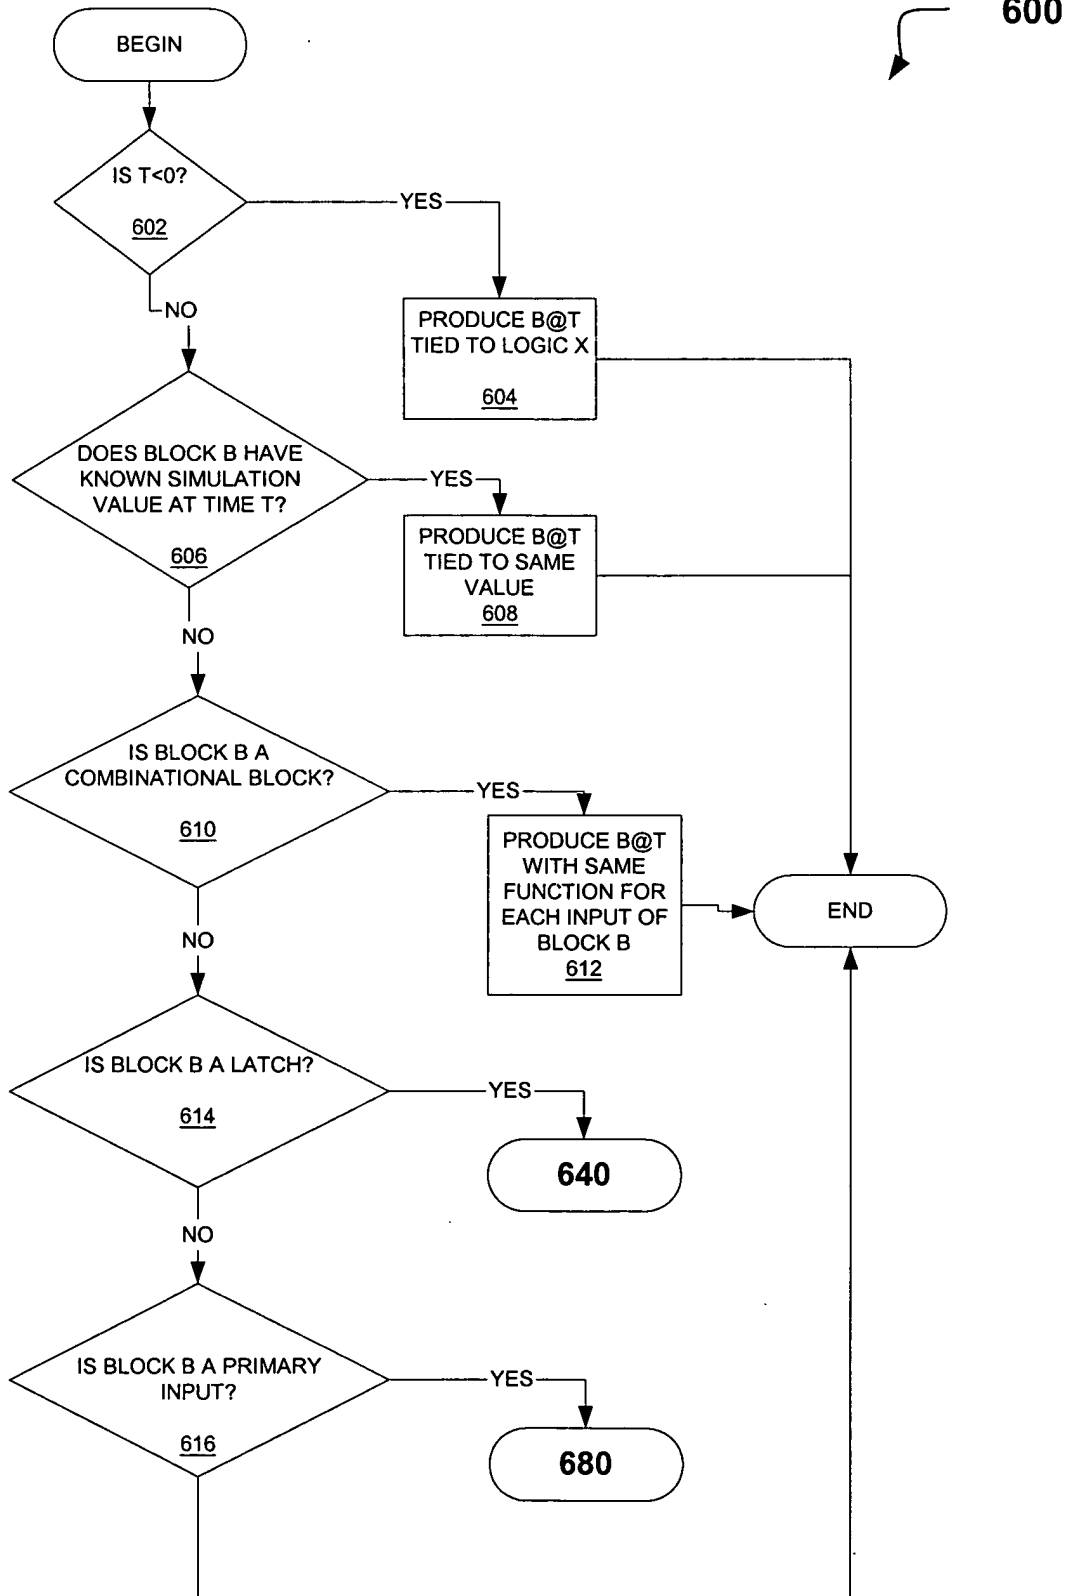 600
BEGIN
IS T<0?
602
YES
NO
PRODUCE B@T
TIED TO LOGIC X
604
DOES BLOCK B HAVE
KNOWN SIMULATION
VALUE AT TIME T?
606
YES
PRODUCE B@T
TIED TO SAME
VALUE
608
NO
IS BLOCK B A
COMBINATIONAL BLOCK?
610
YES
PRODUCE B@T
WITH SAME
FUNCTION FOR
EACH INPUT OF
BLOCK B
612
END
NO
IS BLOCK B A LATCH?
614
YES
640
NO
IS BLOCK B A PRIMARY
INPUT?
616
YES
680